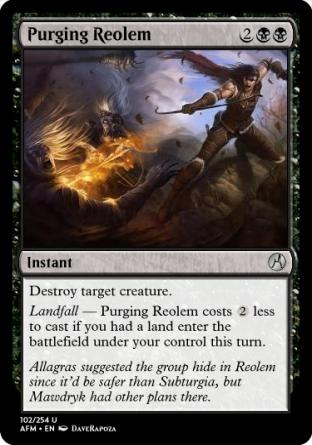 Purging Reolem 2
Instant
Destroy target creature.
Landfall — Purging Reolem costs 2 less
to cast if you had a land enter the
battlefield under your control this turn.
Allagras suggested the group hide in Reolem
since it'd be safer than Subturgia, but
Mawdryk had other plans there.
102/254 U
AFM • EN DaveRapoza